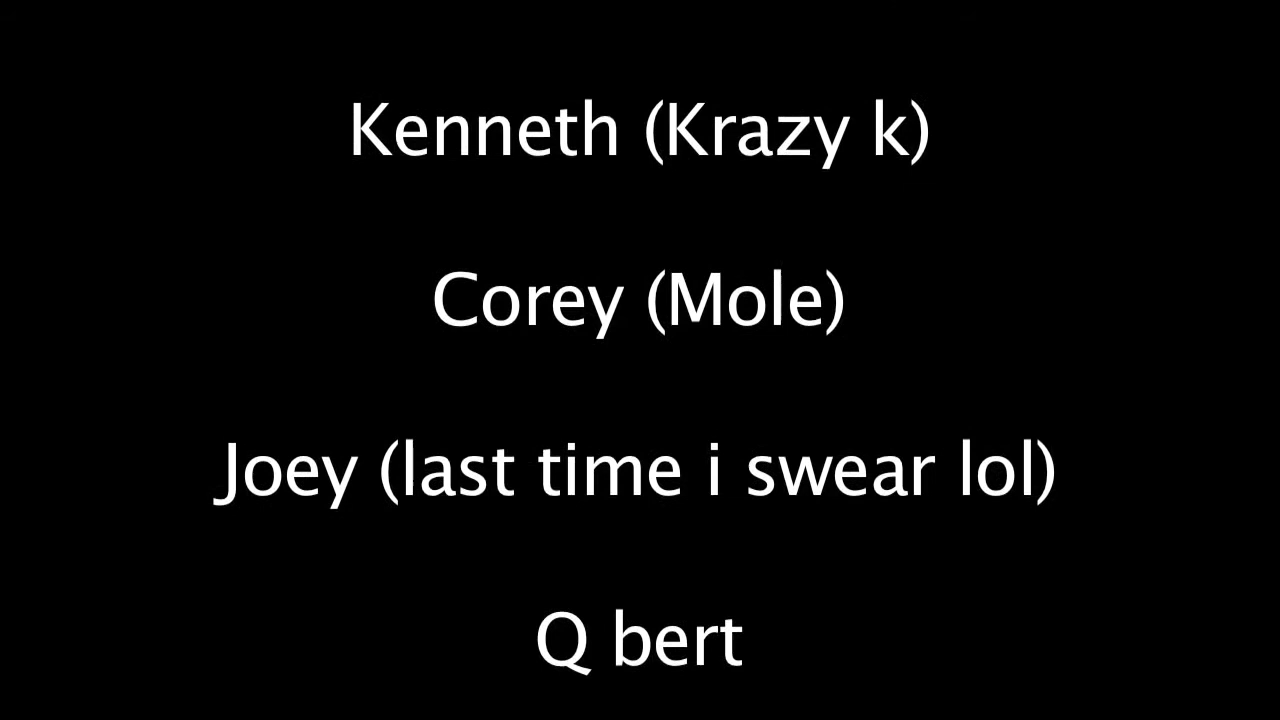 Kenneth (Krazy k)
Corey (Mole)
Joey (last time i swear lol)
Q bert